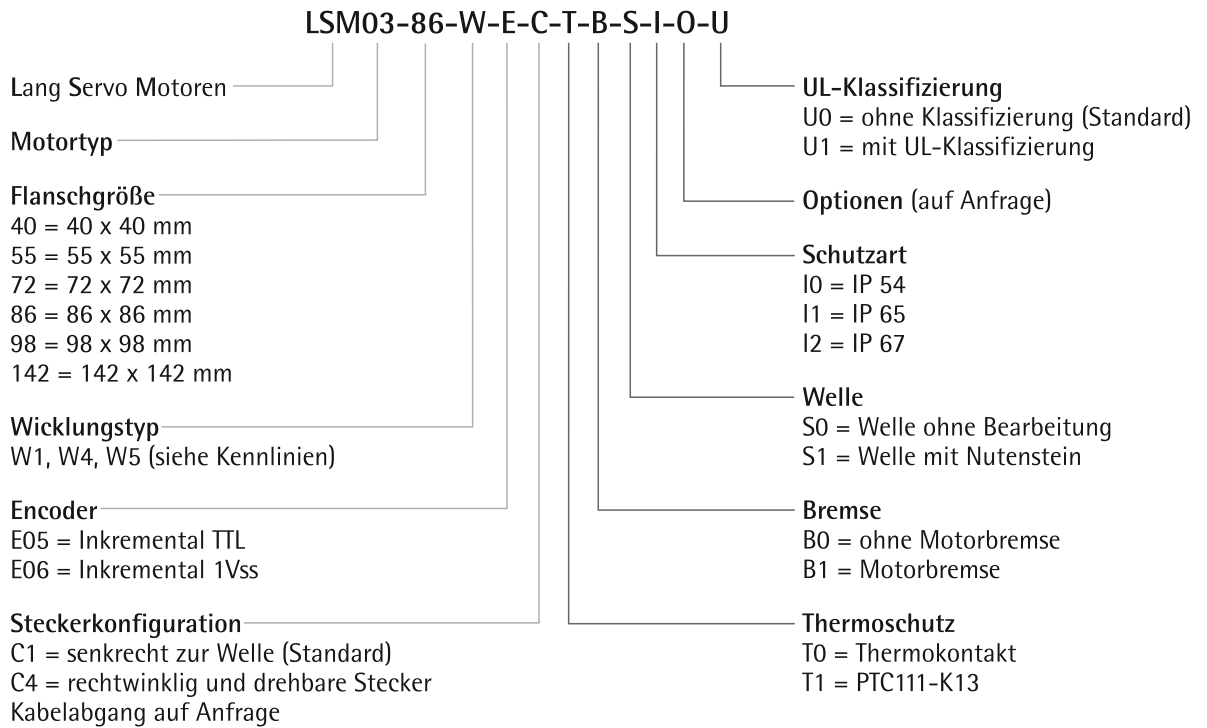 LSM03-86-W-E-C-T-B-S-I-O-U
Lang Servo Motoren
Motortyp
Flanschgröße
40 = 40 x 40 mm
55 = 55 x 55 mm
72 = 72 x 72 mm
86 = 86 x 86 mm
98 = 98 x 98 mm
142 = 142 x 142 mm
Wicklungstyp
W1, W4, W5 (siehe Kennlinien)
Encoder
E05 = Inkremental TTL
E06 = Inkremental 1Vss
Steckerkonfiguration
C1 = senkrecht zur Welle (Standard)
C4 = rechtwinklig und drehbare Stecker
Kabelabgang auf Anfrage
UL-Klassifizierung
U0 = ohne Klassifizierung (Standard)
U1 = mit UL-Klassifizierung
Optionen (auf Anfrage)
Schutzart
I0 = IP 54
I1 = IP 65
I2 = IP 67
Welle
S0 = Welle ohne Bearbeitung
S1 = Welle mit Nutenstein
Bremse
B0 = ohne Motorbremse
B1 = Motorbremse
Thermoschutz
T0 = Thermokontakt
T1 = PTC111-K13